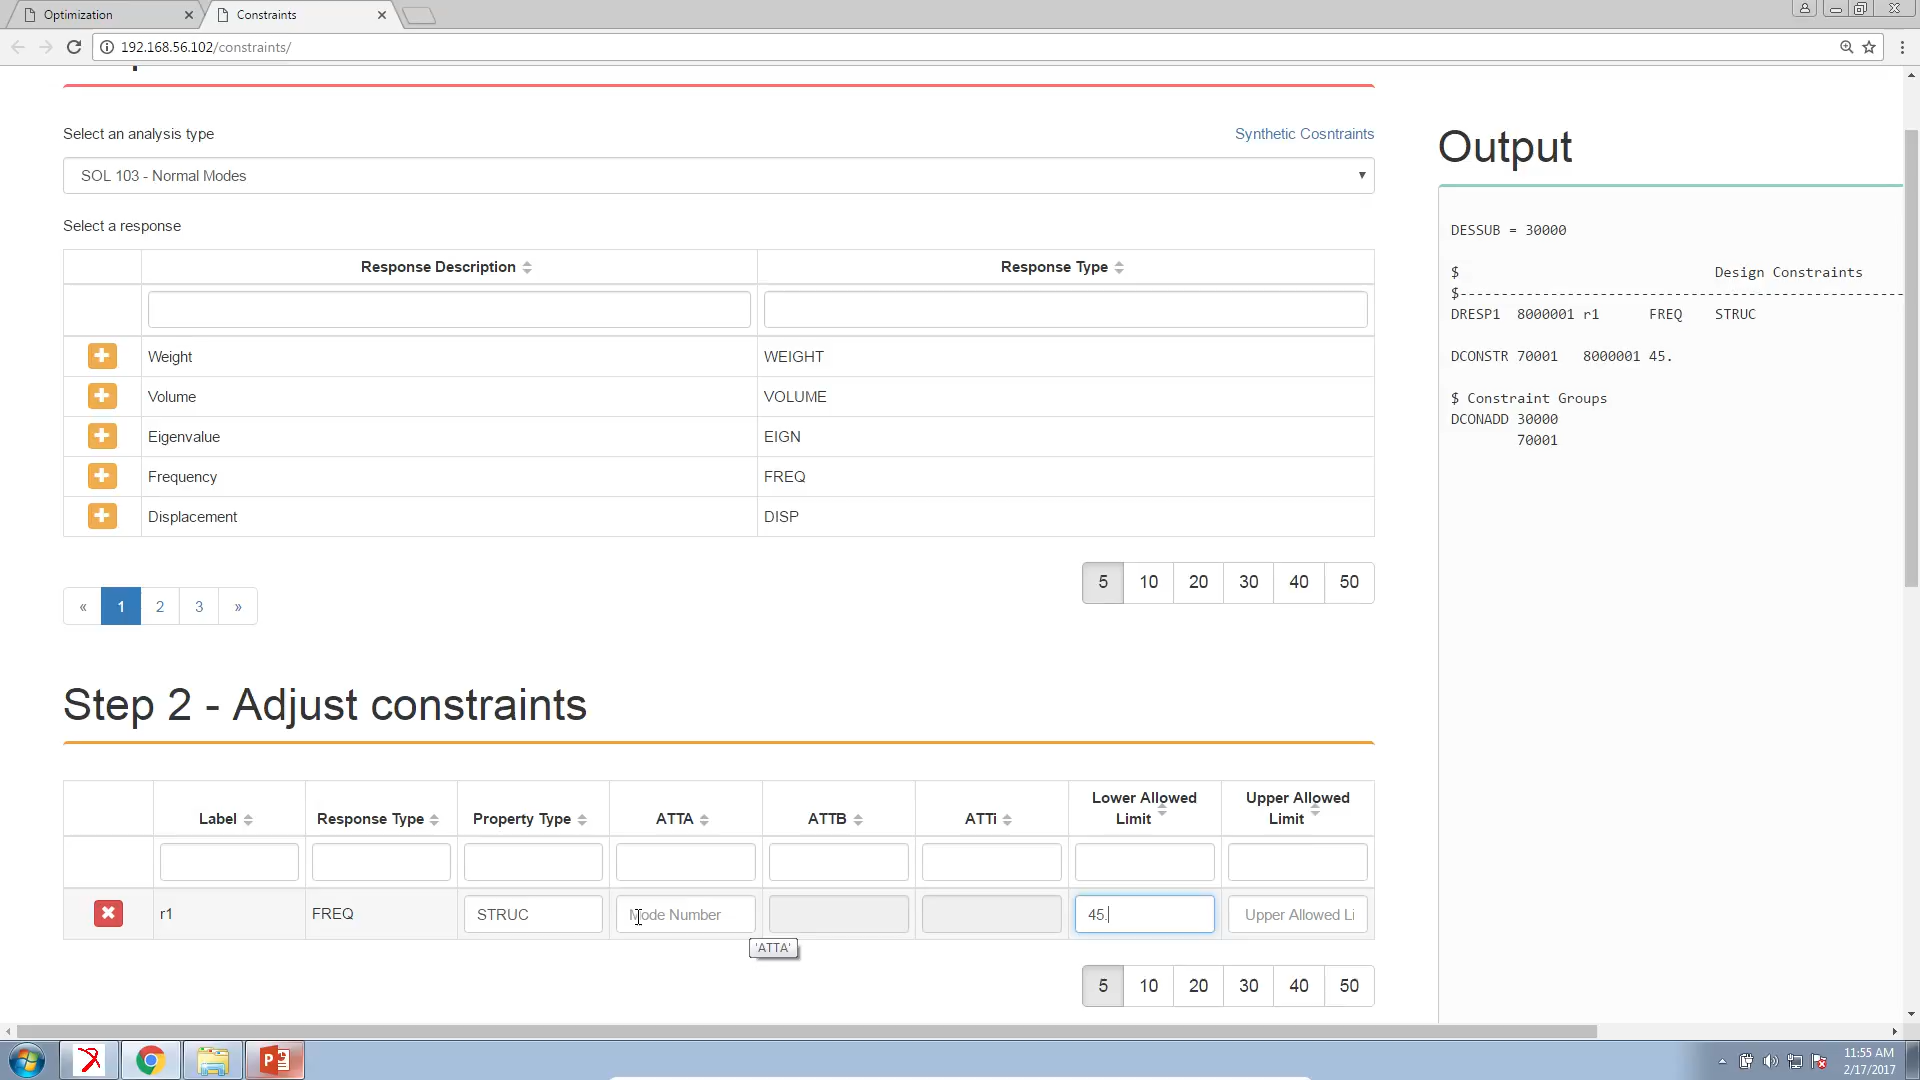 Optimization
Constraints
192.168.56.102/constraints/
Select an analysis type
Synthetic Cosntraints
SOL 103 - Normal Modes
Select a response
Response Description
Response Type
Weight
WEIGHT
Volume
VOLUME
Eigenvalue
EIGN
Frequency
FREQ
Displacement
DISP
5 10 20 30 40 50
« 1 2 3 »
Step 2 - Adjust constraints
Label
Response Type
Property Type
ATTA
ATTB
ATTi
Lower Allowed
Limit
Upper Allowed
Limit
r1
FREQ
STRUC
Mode Number
45.
Upper Allowed Li
'ATTA'
5 10 20 30 40 50
Output
DESSUB = 30000
$ Design Constraints
$------------------------------------------------------
DRESP1 8000001 r1 FREQ STRUC
DCONSTR 70001 8000001 45.
$ Constraint Groups
DCONADD 30000
70001
11:55 AM
2/17/2017